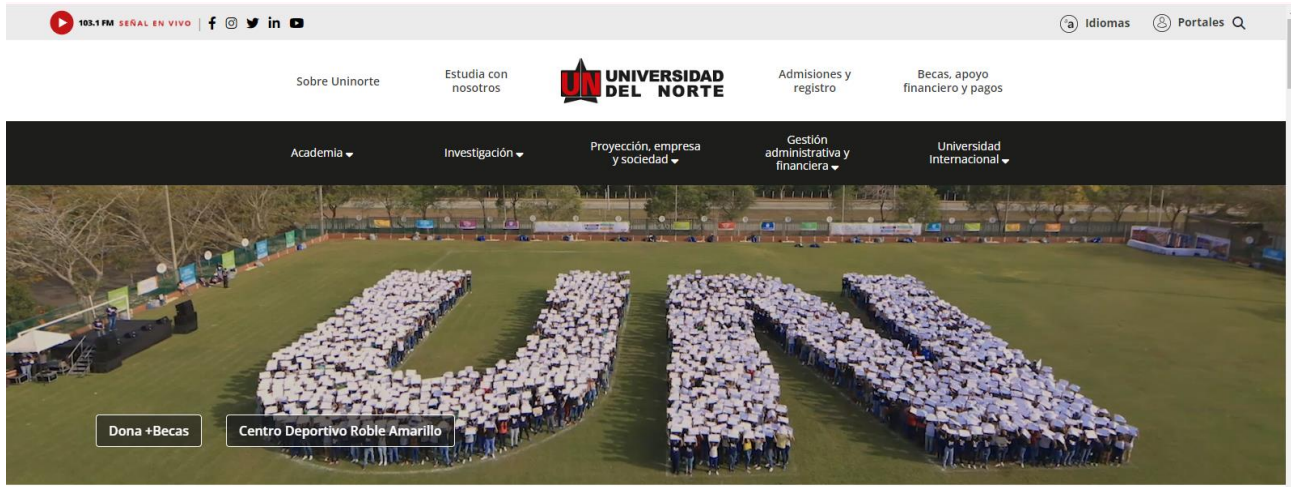 103.1 FM SEÑAL EN VIVO
Idiomas
Portales
Sobre Uninorte
Estudia con
nosotros
UN UNIVERSIDAD
DEL NORTE
Admisiones y
registro
Becas, apoyo
financiero y pagos
Academia
Investigación
Proyección, empresa
y sociedad
Gestión
administrativa y
financiera
Universidad
Internacional
UN
Dona +Becas
Centro Deportivo Roble Amarillo